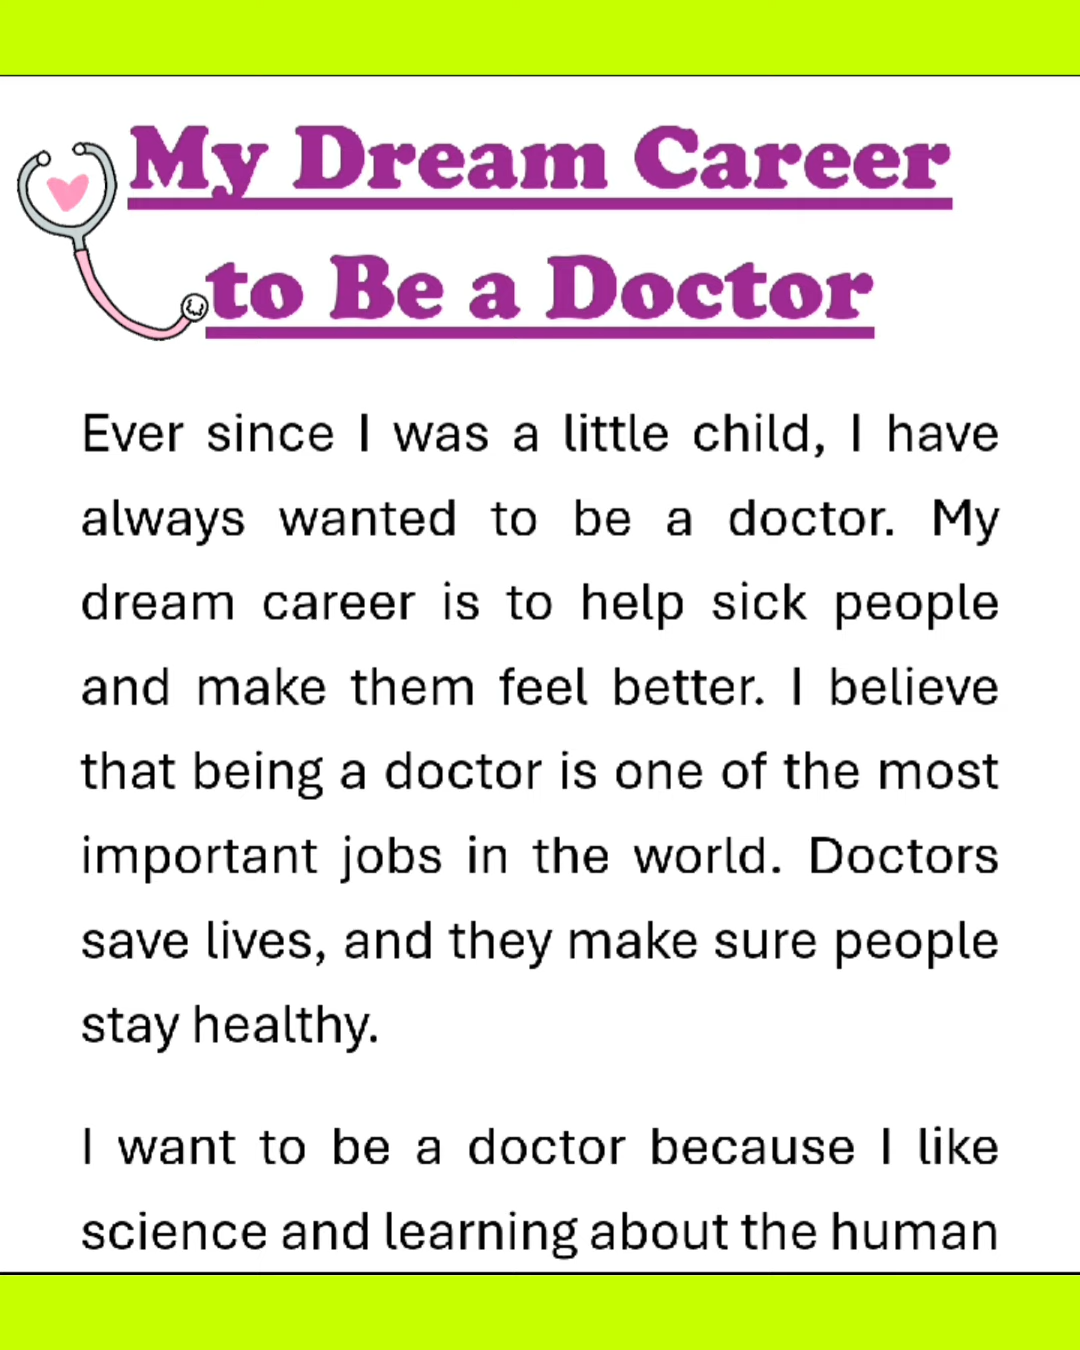 My Dream Career
to Be a Doctor
Ever since I was a little child, I have
always wanted to be a doctor. My
dream career is to help sick people
and make them feel better. I believe
that being a doctor is one of the most
important jobs in the world. Doctors
save lives, and they make sure people
stay healthy.
I want to be a doctor because I like
science and learning about the human